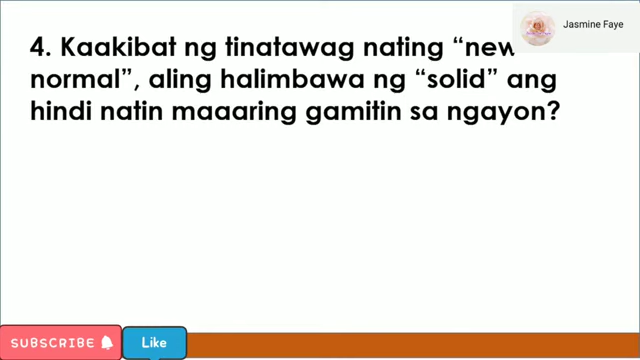 Jasmine Faye
4. Kaakibat ng tinatawag nating “new
normal”, aling halimbawa ng “solid” ang
hindi natin maaaring gamitin sa ngayon?
SUBSCRIBE
Like